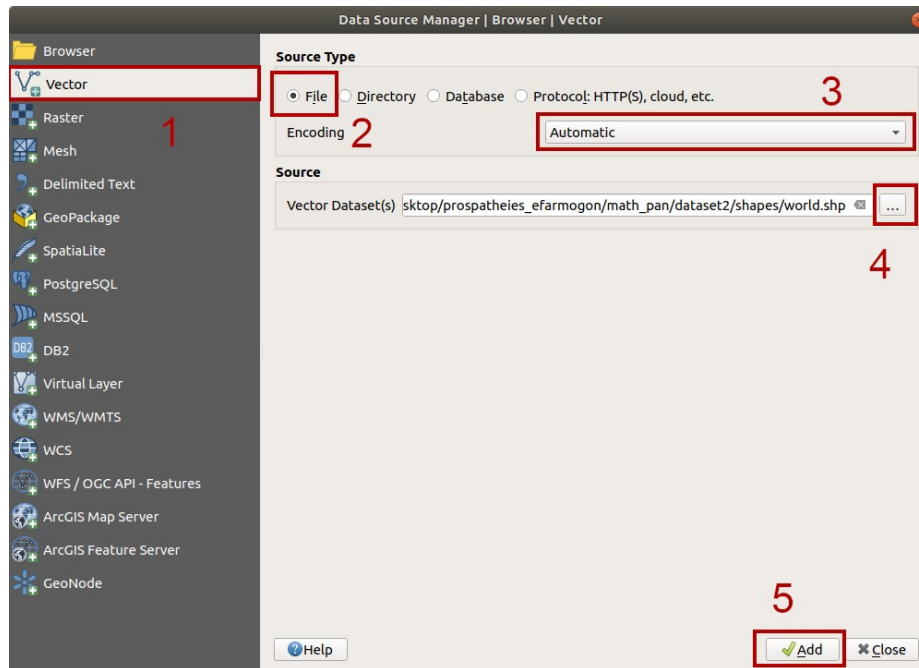 Data Source Manager | Browser | Vector
Browser
Vector
Raster
Mesh
Delimited Text
GeoPackage
SpatiaLite
PostgreSQL
MSSQL
DB2 DB2
Virtual Layer
WMS/WMTS
WCS
WFS / OGC API - Features
ArcGIS Map Server
ArcGIS Feature Server
GeoNode
1
Source Type
File Directory Database Protocol: HTTP(S), cloud, etc.
3
Encoding 2 Automatic
Source
Vector Dataset(s) sktop/prospatheies_efarmogon/math_pan/dataset2/shapes/world.shp ...
4
5
Help Add Close